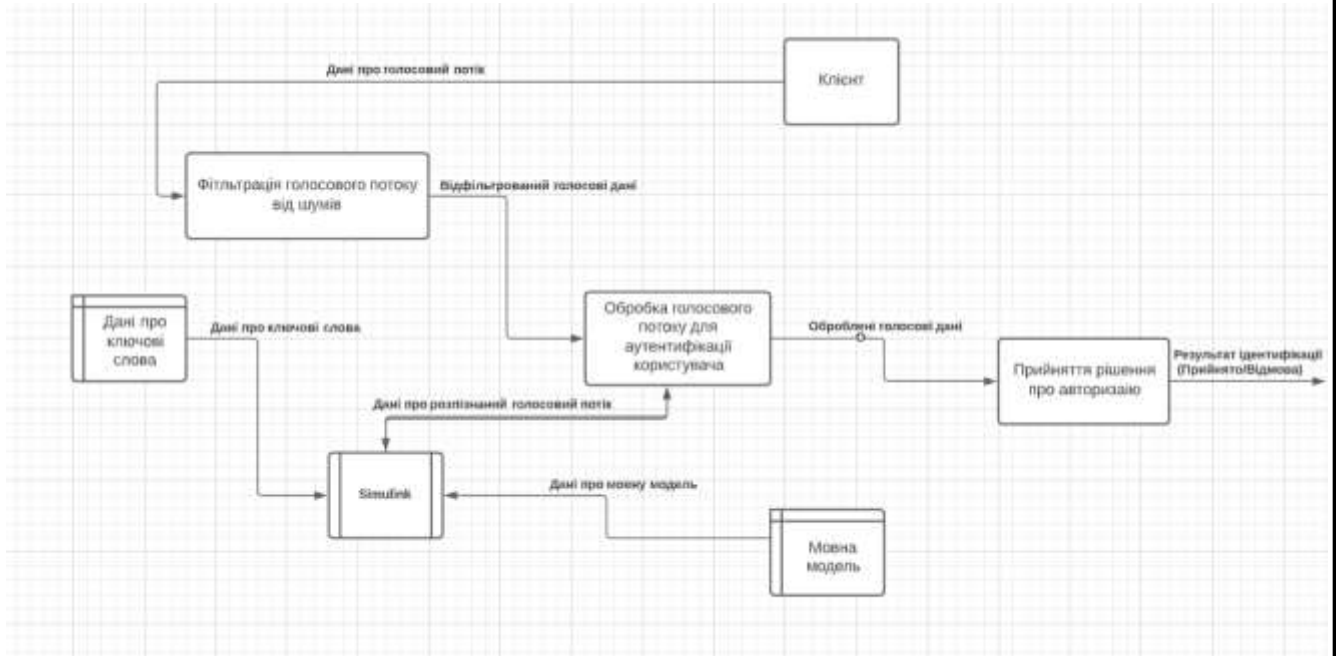 Дані про голосовий потік
Клієнт
Фітльтрація голосового потоку
від шумів
Відфільтрований голосові дані
Дані про
ключові
слова
Дані про ключові слова
Обробка голосового
потоку для
аутентифікації
користувача
Оброблені голосові дані
Прийняття рішення
про авторизаію
Результат ідентифікації
(Прийнято/Відмова)
Дані про розпізнаний голосовий потік
Simulink
Дані про мовну модель
Мовна
модель